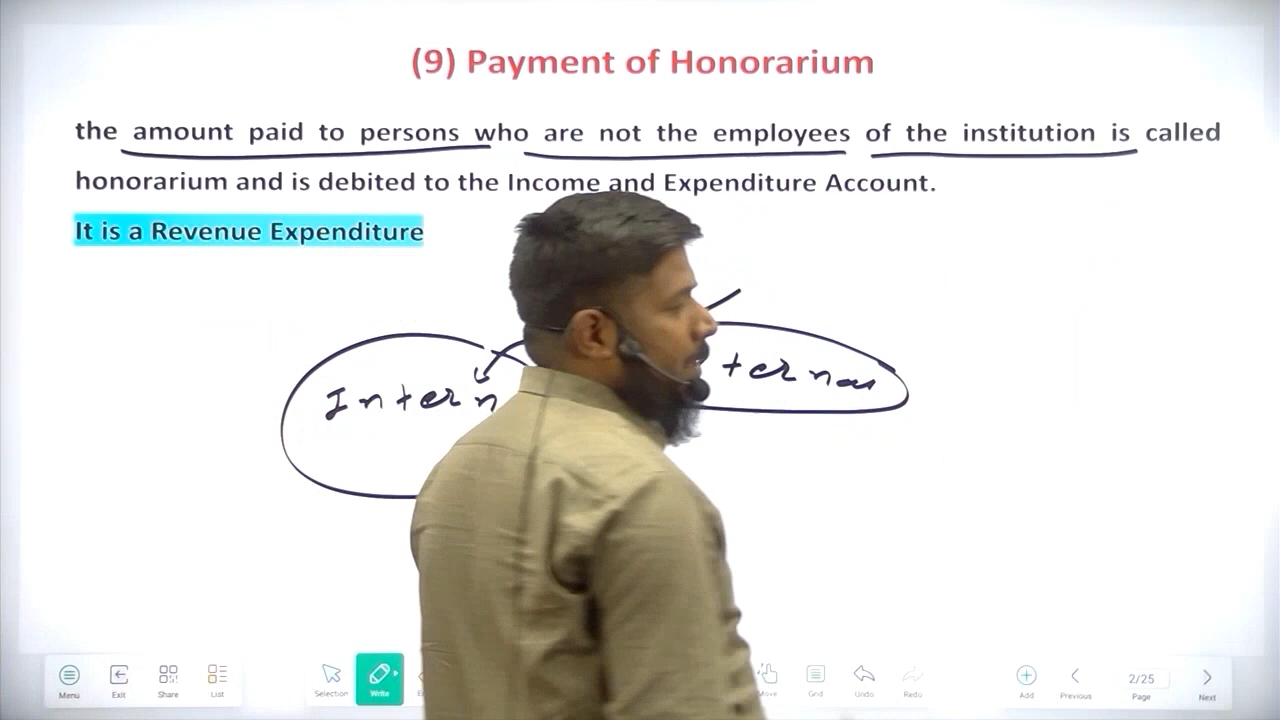 (9) Payment of Honorarium
the amount paid to persons who are not the employees of the institution is called
honorarium and is debited to the Income and Expenditure Account.
It is a Revenue Expenditure
Intern ternal
Menu Exit Share List Selection Write Move Grid Undo Redo Add Previous 2/25 Page Next